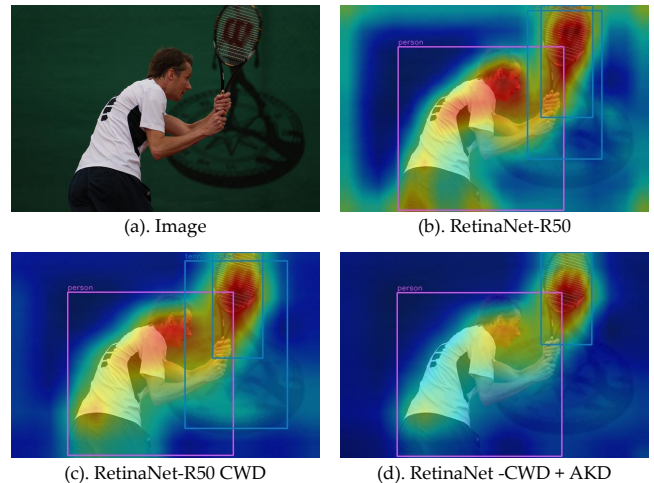 (a). Image
person
(b). RetinaNet-R50
person
(c). RetinaNet-R50 CWD
person
(d). RetinaNet -CWD + AKD